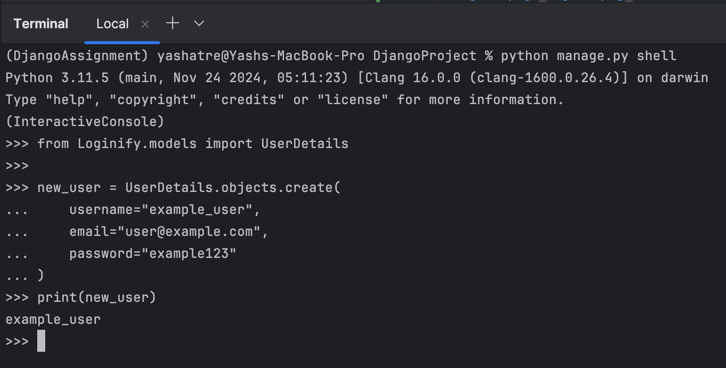 Terminal Local × + ⌄
(DjangoAssignment) yashatre@Yashs-MacBook-Pro DjangoProject % python manage.py shell
Python 3.11.5 (main, Nov 24 2024, 05:11:23) [Clang 16.0.0 (clang-1600.0.26.4)] on darwin
Type "help", "copyright", "credits" or "license" for more information.
(InteractiveConsole)
>>> from Loginify.models import UserDetails
>>>
>>> new_user = UserDetails.objects.create(
...     username="example_user",
...     email="user@example.com",
...     password="example123"
... )
>>> print(new_user)
example_user
>>>